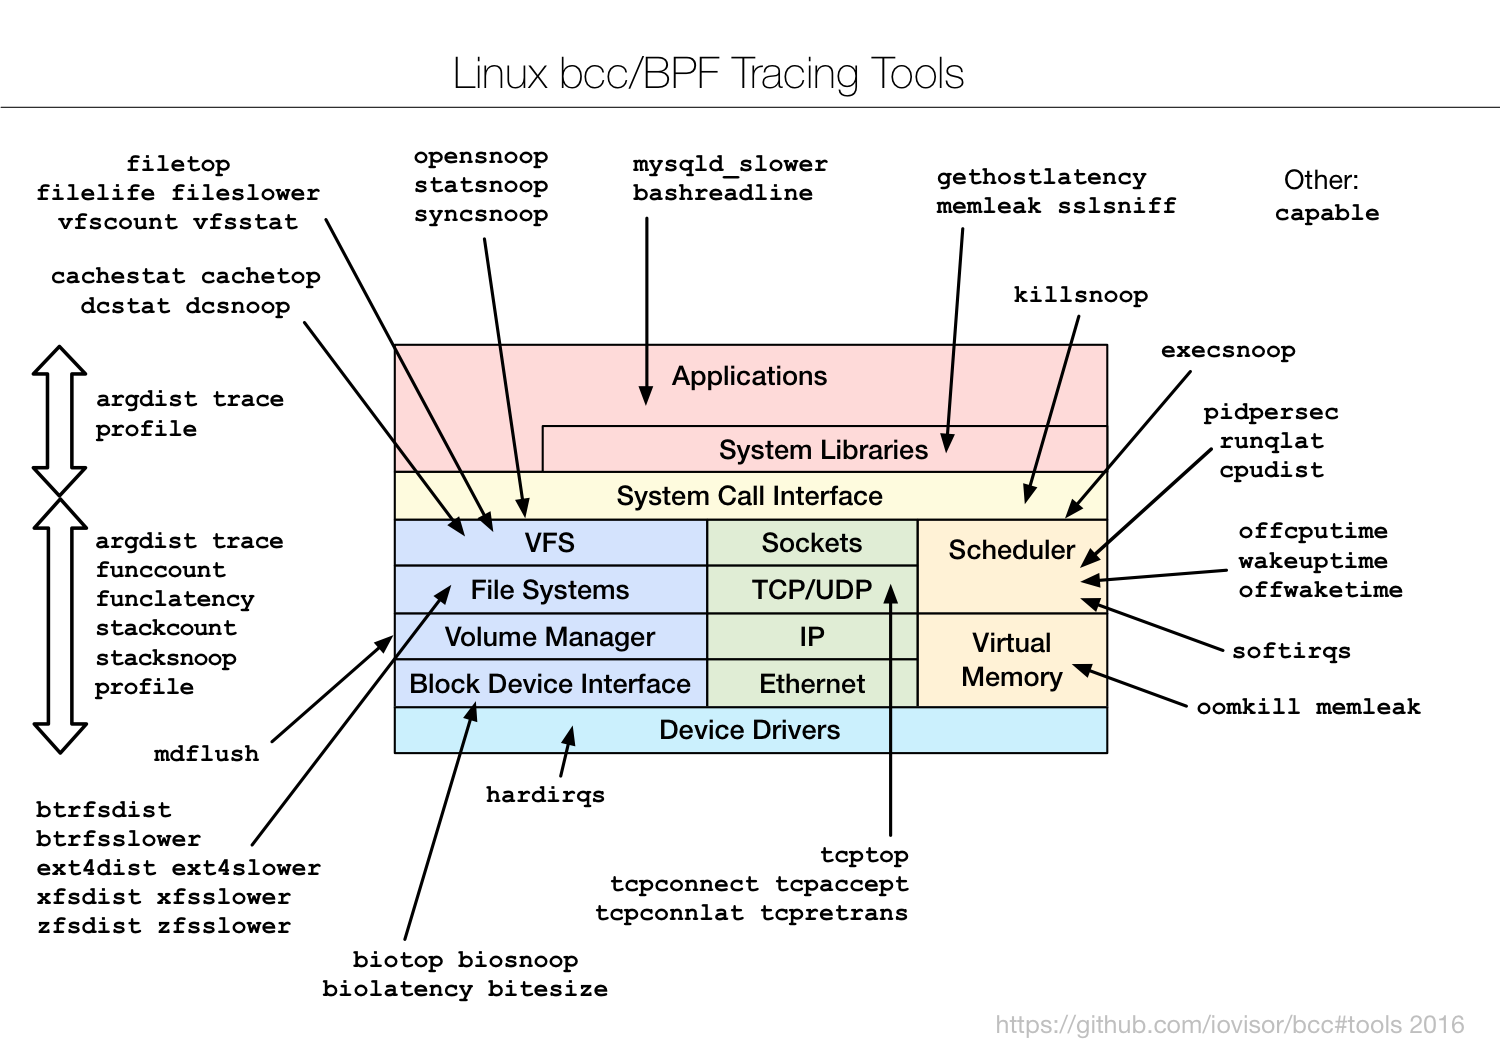 Linux bcc/BPF Tracing Tools
filetop
filelife fileslower
vfscount vfsstat
opensnoop
statsnoop
syncsnoop
mysqld_slower
bashreadline
gethostlatency
memleak sslsniff
Other:
capable
cachestat cachetop
dcstat dcsnoop
killsnoop
execsnoop
argdist trace
profile
pidpersec
runqlat
cpudist
Applications
System Libraries
System Call Interface
VFS
Sockets
Scheduler
File Systems
TCP/UDP
Volume Manager
IP
Virtual
Memory
Block Device Interface
Ethernet
Device Drivers
argdist trace
funccount
funclatency
stackcount
stacksnoop
profile
offcputime
wakeuptime
offwaketime
softirqs
oomkill memleak
mdflush
hardirqs
btrfsdist
btrfsslower
ext4dist ext4slower
xfsdist xfsslower
zfsdist zfsslower
tcptop
tcpconnect tcpaccept
tcpconnlat tcpretrans
biotop biosnoop
biolatency bitesize
https://github.com/iovisor/bcc#tools 2016